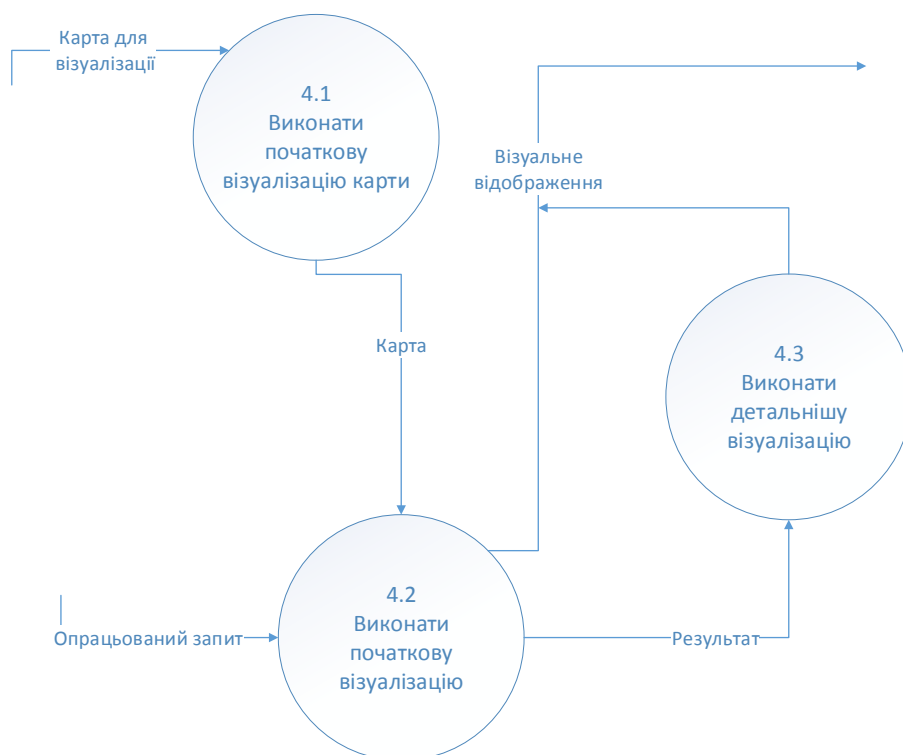 Карта для
візуалізації
4.1
Виконати
початкову
візуалізацію карти
Візуальне
відображення
Карта
4.3
Виконати
детальнішу
візуалізацію
4.2
Виконати
початкову
візуалізацію
Опрацьований запит
Результат